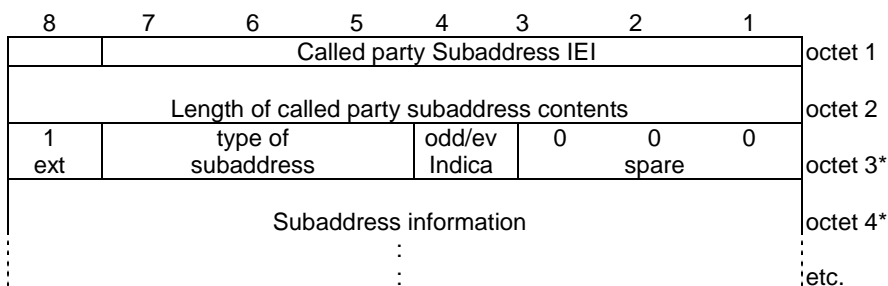 8 7 6 5 4 3 2 1
Called party Subaddress IEI octet 1
Length of called party subaddress contents octet 2
1 type of odd/ev 0 0 0
ext subaddress Indica spare octet 3*
Subaddress information octet 4*
:
: etc.